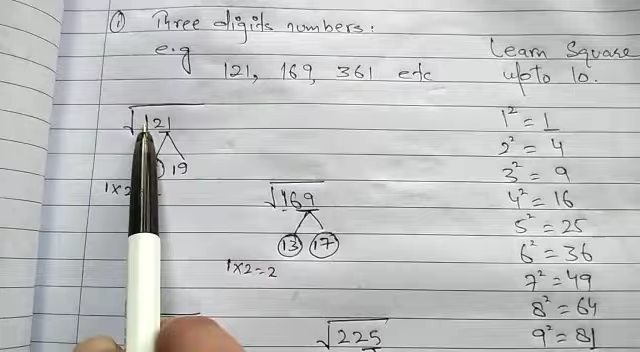 ① Three digits numbers:
e.g
121, 169, 361 etc
Learn Square
upto 10.
√121
19
1×2
√169
13 17
1×2=2
√225
1² = 1
2² = 4
3² = 9
4² = 16
5² = 25
6² = 36
7² = 49
8² = 64
9² = 81